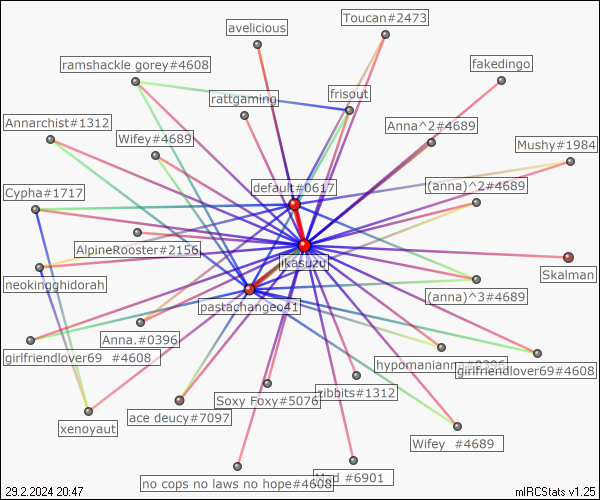 Toucan#2473
avelicious
ramshackle gorey#4608
fakedingo
rattgaming
frisout
Annarchist#1312
Wifey#4689
Anna^2#4689
Mushy#1984
Cypha#1717
default#0617
(anna)^2#4689
AlpineRooster#2156
ikasuzu
Skalman
neokingghidorah
pastachangeo41
(anna)^3#4689
Anna.#0396
girlfriendlover69 #4608
hypomanianna#0396
girlfriendlover69#4608
Soxy Foxy#5076
zibbits#1312
ace deucy#7097
xenoyaut
Wifey #4689
no cops no laws no hope#4608
#6901
29.2.2024 20:47
mIRCStats v1.25